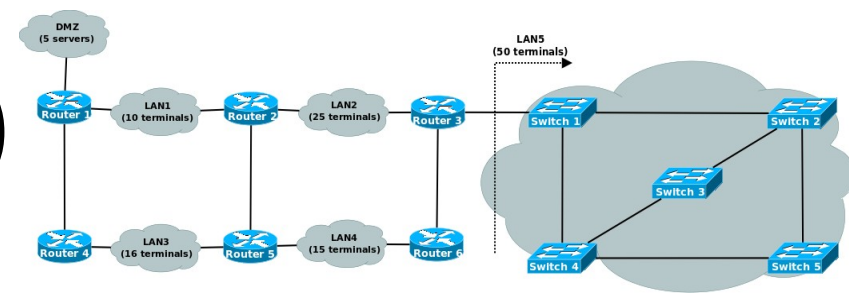 DMZ
(5 servers)
LAN5
(50 terminals)
Router 1
LAN1
(10 terminals)
Router 2
LAN2
(25 terminals)
Router 3
Switch 1
Switch 2
Switch 3
Router 4
LAN3
(16 terminals)
Router 5
LAN4
(15 terminals)
Router 6
Switch 4
Switch 5